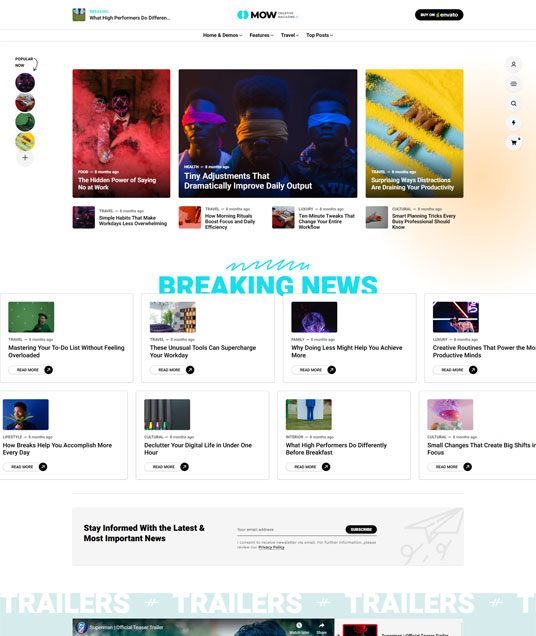 BREAKING
What High Performers Do Differen...
MOW CREATIVE
MAGAZINE
BUY ON envato
Home & Demos Features Travel Top Posts
POPULAR
NOW
FOOD — 8 months ago
The Hidden Power of Saying
No at Work
HEALTH — 8 months ago
Tiny Adjustments That
Dramatically Improve Daily Output
TRAVEL — 8 months ago
Surprising Ways Distractions
Are Draining Your Productivity
TRAVEL — 8 months ago
Simple Habits That Make
Workdays Less Overwhelming
TRAVEL — 8 months ago
How Morning Rituals
Boost Focus and Daily
Efficiency
LUXURY — 8 months ago
Ten-Minute Tweaks That
Change Your Entire
Workflow
CULTURAL — 8 months ago
Smart Planning Tricks Every
Busy Professional Should
Know
BREAKING NEWS
TRAVEL — 8 months ago
Mastering Your To-Do List Without Feeling
Overloaded
READ MORE
TRAVEL — 8 months ago
These Unusual Tools Can Supercharge
Your Workday
READ MORE
FAMILY — 8 months ago
Why Doing Less Might Help You Achieve
More
READ MORE
LUXURY — 8 months ago
Creative Routines That Power the Mos
Productive Minds
READ MORE
LIFESTYLE — 8 months ago
How Breaks Help You Accomplish More
Every Day
READ MORE
CULTURAL — 8 months ago
Declutter Your Digital Life in Under One
Hour
READ MORE
INTERIOR — 8 months ago
What High Performers Do Differently
Before Breakfast
READ MORE
CULTURAL — 8 months ago
Small Changes That Create Big Shifts in
Focus
READ MORE
Stay Informed With the Latest &
Most Important News
Your email address
SUBSCRIBE
I consent to receive newsletter via email. For further information, please
review our Privacy Policy.
TRAILERS TRAILERS TRAILERS T
Superman | Official Teaser Trailer
Watch later
Share
Superman | Official Teaser